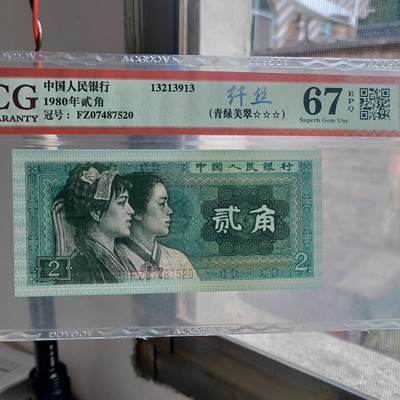 CG
ARRANTY
中国人民银行
1980年贰角
冠号: FZ07487520
13213913
纤丝
(青绿美翠☆☆☆)
67 EPQ
Superb Gem Unc
中国人民银行
贰角
2
FZ07487520
2